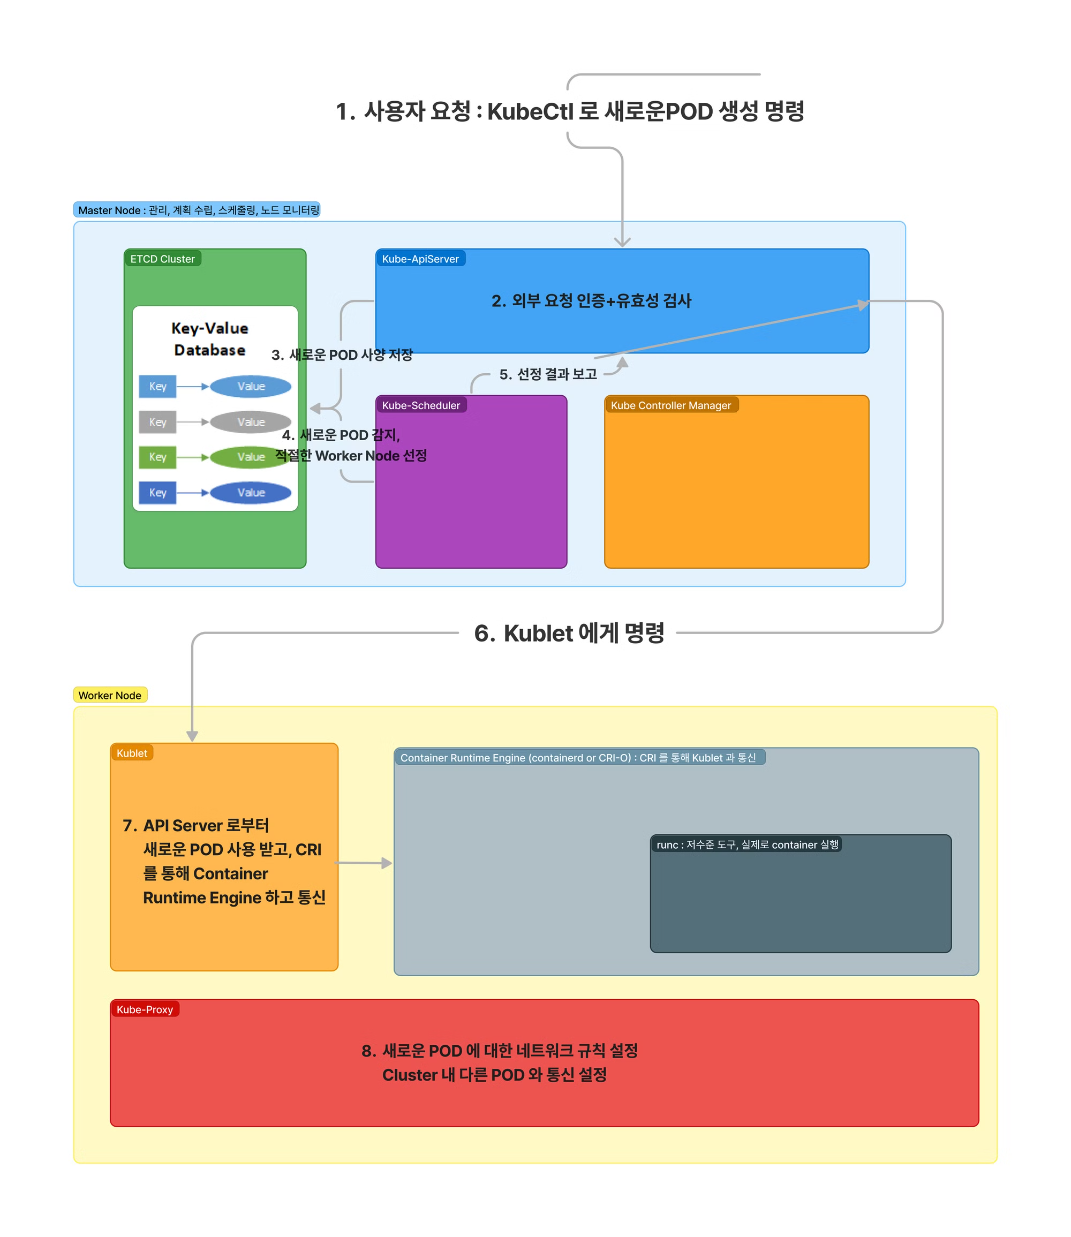 1. 사용자 요청 : KubeCtl 로 새로운POD 생성 명령
Master Node : 관리, 계획 수립, 스케줄링, 노드 모니터링
ETCD Cluster
Key-Value
Database
Key
Value
Key
Value
Key
Value
Key
Value
Kube-ApiServer
2. 외부 요청 인증+유효성 검사
3. 새로운 POD 사양 저장
4. 새로운 POD 감지,
적절한 Worker Node 선정
5. 선정 결과 보고
Kube-Scheduler
Kube Controller Manager
6. Kublet 에게 명령
Worker Node
Kublet
7. API Server 로부터
새로운 POD 사용 받고, CRI
를 통해 Container
Runtime Engine 하고 통신
Container Runtime Engine (containerd or CRI-O) : CRI 를 통해 Kublet 과 통신
runc : 저수준 도구, 실제로 container 실행
Kube-Proxy
8. 새로운 POD 에 대한 네트워크 규칙 설정
Cluster 내 다른 POD 와 통신 설정